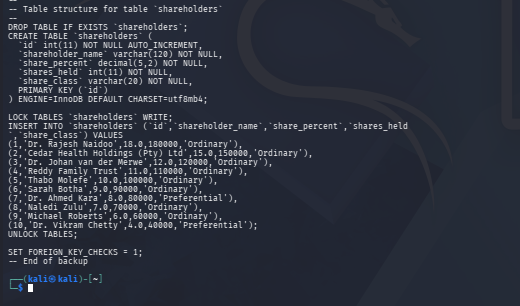 --
-- Table structure for table `shareholders`
--
DROP TABLE IF EXISTS `shareholders`;
CREATE TABLE `shareholders` (
  `id` int(11) NOT NULL AUTO_INCREMENT,
  `shareholder_name` varchar(120) NOT NULL,
  `share_percent` decimal(5,2) NOT NULL,
  `shares_held` int(11) NOT NULL,
  `share_class` varchar(20) NOT NULL,
  PRIMARY KEY (`id`)
) ENGINE=InnoDB DEFAULT CHARSET=utf8mb4;

LOCK TABLES `shareholders` WRITE;
INSERT INTO `shareholders` (`id`,`shareholder_name`,`share_percent`,`shares_held
`,`share_class`) VALUES
(1,'Dr. Rajesh Naidoo',18.0,180000,'Ordinary'),
(2,'Cedar Health Holdings (Pty) Ltd',15.0,150000,'Ordinary'),
(3,'Dr. Johan van der Merwe',12.0,120000,'Ordinary'),
(4,'Reddy Family Trust',11.0,110000,'Ordinary'),
(5,'Thabo Molefe',10.0,100000,'Ordinary'),
(6,'Sarah Botha',9.0,90000,'Ordinary'),
(7,'Dr. Ahmed Kara',8.0,80000,'Preferential'),
(8,'Naledi Zulu',7.0,70000,'Ordinary'),
(9,'Michael Roberts',6.0,60000,'Ordinary'),
(10,'Dr. Vikram Chetty',4.0,40000,'Preferential');
UNLOCK TABLES;

SET FOREIGN_KEY_CHECKS = 1;
-- End of backup

┌──(kali㉿kali)-[~]
└─$